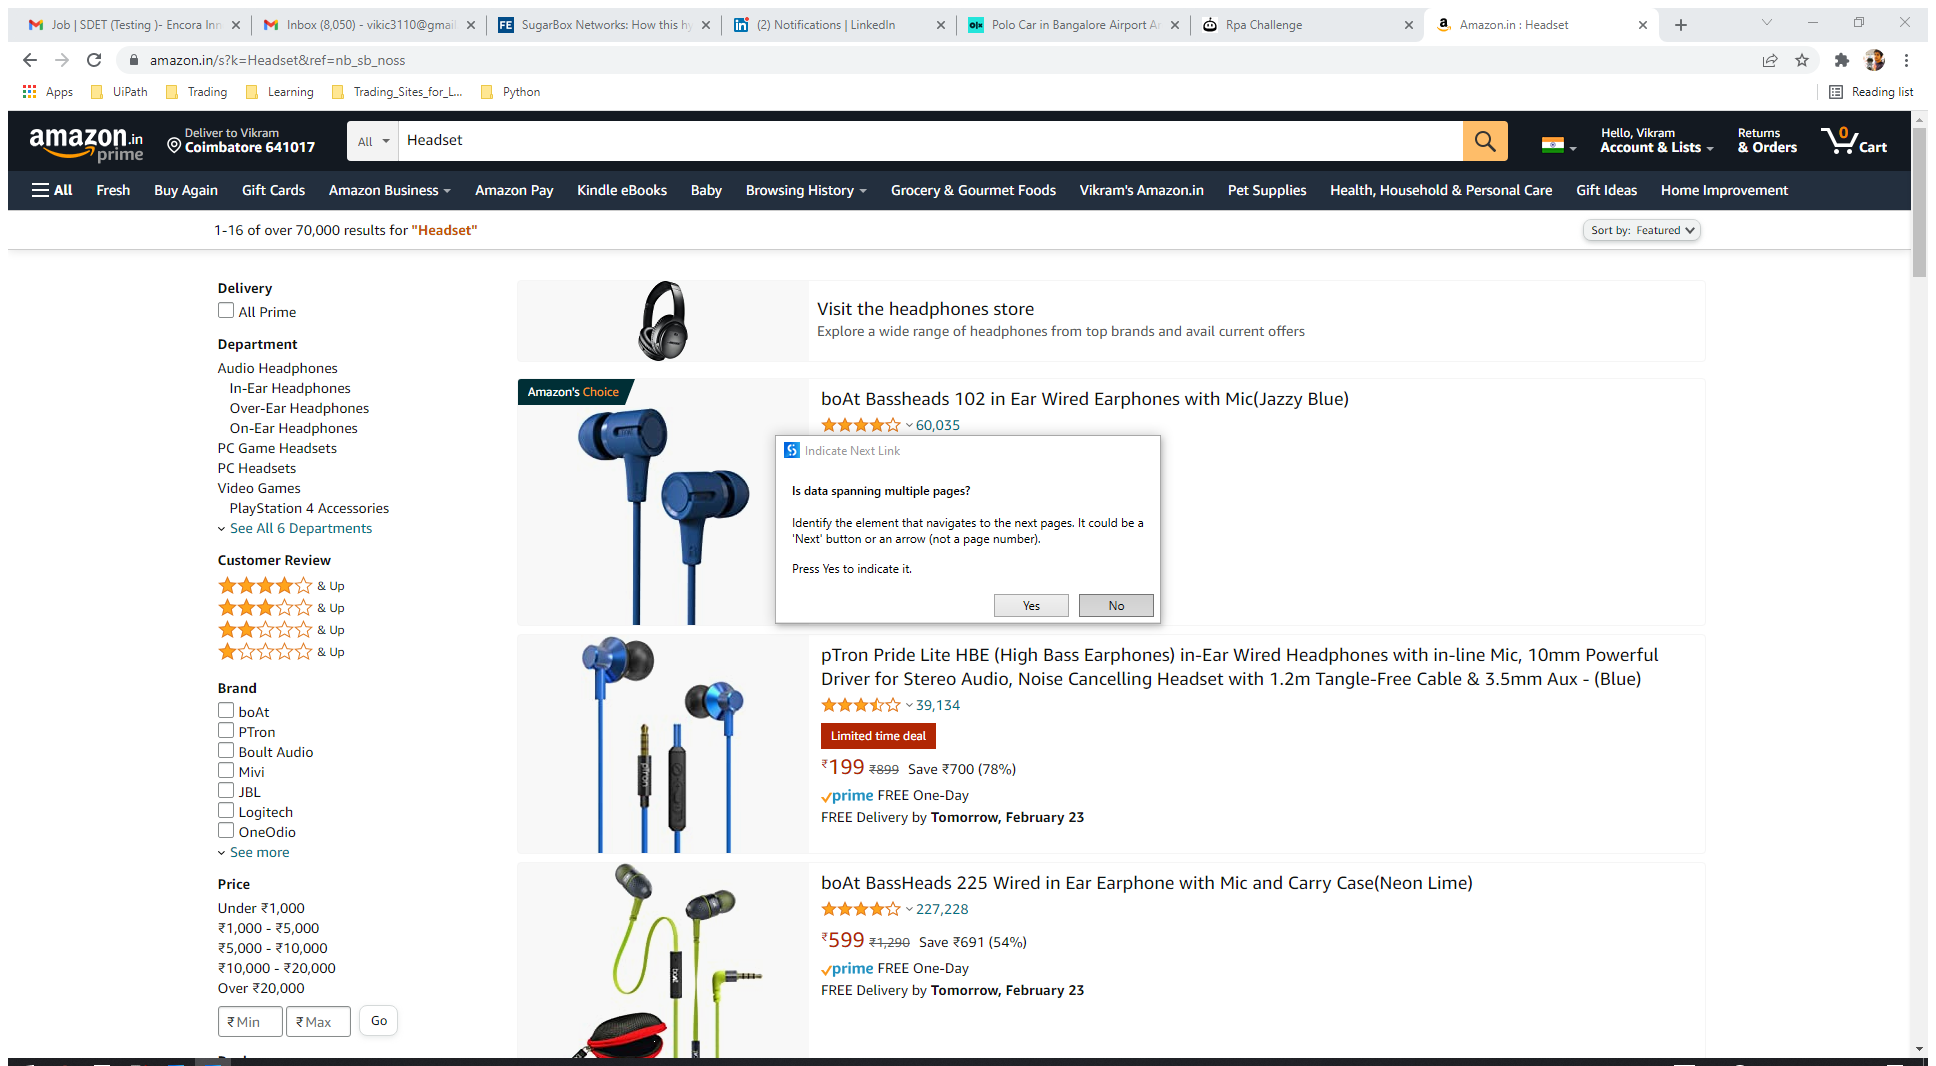 Job | SDET (Testing )- Encora Inn
Inbox (8,050) - vikic3110@gmail
SugarBox Networks: How this hy
(2) Notifications | LinkedIn
Polo Car in Bangalore Airport Ar
Rpa Challenge
Amazon.in : Headset
amazon.in/s?k=Headset&ref=nb_sb_noss
Apps UiPath Trading Learning Trading_Sites_for_L... Python Reading list
amazon.in
prime
Deliver to Vikram
Coimbatore 641017
All Headset
Hello, Vikram
Account & Lists
Returns
& Orders
0
Cart
All Fresh Buy Again Gift Cards Amazon Business Amazon Pay Kindle eBooks Baby Browsing History Grocery & Gourmet Foods Vikram's Amazon.in Pet Supplies Health, Household & Personal Care Gift Ideas Home Improvement
1-16 of over 70,000 results for "Headset"
Sort by: Featured
Delivery
All Prime
Department
Audio Headphones
In-Ear Headphones
Over-Ear Headphones
On-Ear Headphones
PC Game Headsets
PC Headsets
Video Games
PlayStation 4 Accessories
See All 6 Departments
Customer Review
& Up
& Up
& Up
& Up
Brand
boAt
PTron
Boult Audio
Mivi
JBL
Logitech
OneOdio
See more
Price
Under ₹1,000
₹1,000 - ₹5,000
₹5,000 - ₹10,000
₹10,000 - ₹20,000
Over ₹20,000
₹ Min ₹ Max Go
Visit the headphones store
Explore a wide range of headphones from top brands and avail current offers
Amazon's Choice
boAt Bassheads 102 in Ear Wired Earphones with Mic(Jazzy Blue)
60,035
Indicate Next Link
Is data spanning multiple pages?
Identify the element that navigates to the next pages. It could be a
'Next' button or an arrow (not a page number).
Press Yes to indicate it.
Yes No
pTron Pride Lite HBE (High Bass Earphones) in-Ear Wired Headphones with in-line Mic, 10mm Powerful
Driver for Stereo Audio, Noise Cancelling Headset with 1.2m Tangle-Free Cable & 3.5mm Aux - (Blue)
39,134
Limited time deal
₹199 ₹899 Save ₹700 (78%)
prime FREE One-Day
FREE Delivery by Tomorrow, February 23
boAt BassHeads 225 Wired in Ear Earphone with Mic and Carry Case(Neon Lime)
227,228
₹599 ₹1,290 Save ₹691 (54%)
prime FREE One-Day
FREE Delivery by Tomorrow, February 23